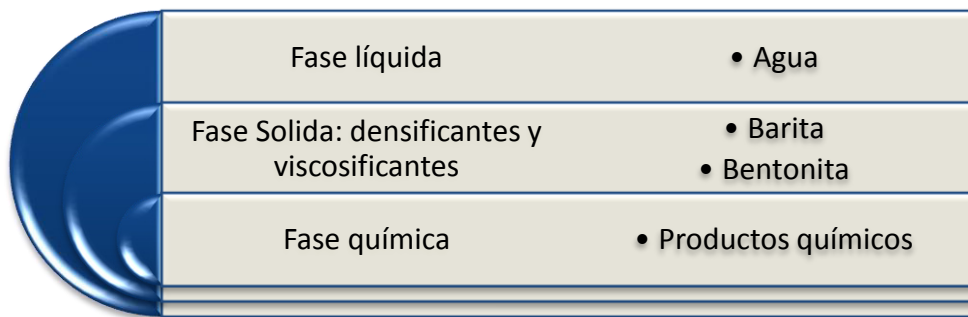 Fase líquida
• Agua
Fase Solida: densificantes y
viscosificantes
• Barita
• Bentonita
Fase química
• Productos químicos